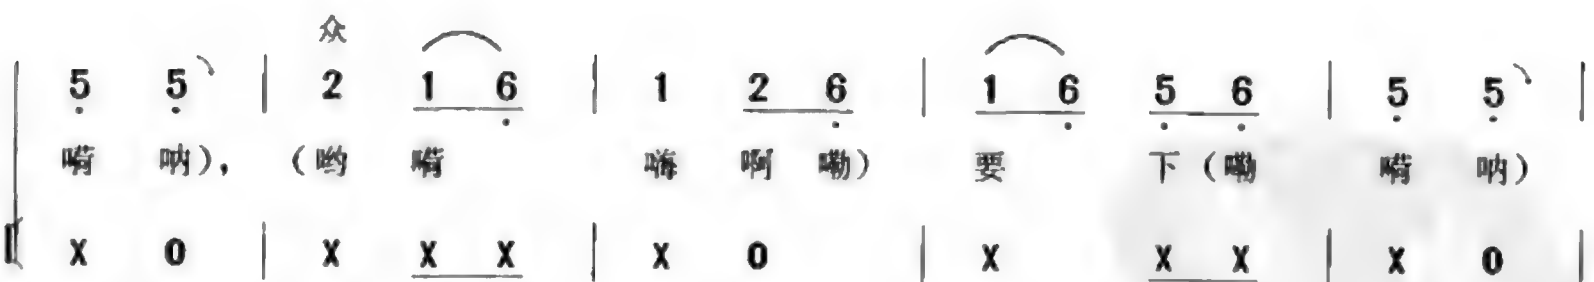 众
5 5 | 2 1 6 | 1 2 6 | 1 6 5 6 | 5 5 |
嗬 呐），（哟 嗬 嗨 啊 嘞）要 下（嘞 嗬 呐）
X 0 | X X X | X 0 | X X X | X 0 |